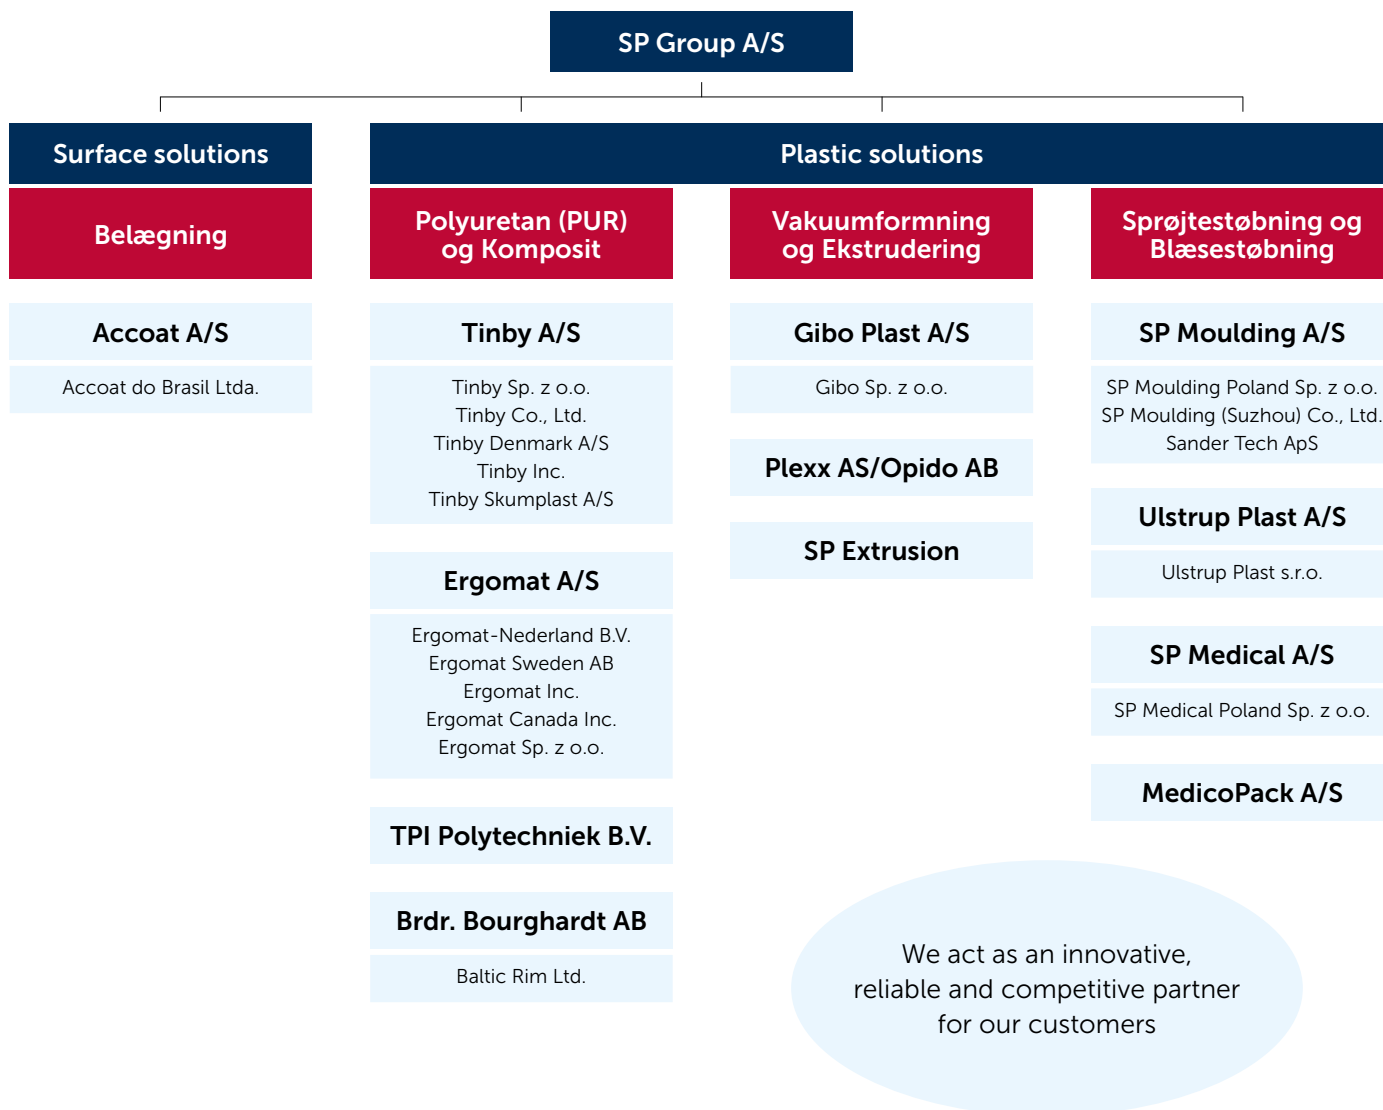 SP Group A/S
Surface solutions
Plastic solutions
Belægning
Polyuretan (PUR)
og Komposit
Vakuumformning
og Ekstrudering
Sprøjtestøbning og
Blæsestøbning
Accoat A/S
Accoat do Brasil Ltda.
Tinby A/S
Tinby Sp. z o.o.
Tinby Co., Ltd.
Tinby Denmark A/S
Tinby Inc.
Tinby Skumplast A/S
Ergomat A/S
Ergomat-Nederland B.V.
Ergomat Sweden AB
Ergomat Inc.
Ergomat Canada Inc.
Ergomat Sp. z o.o.
TPI Polytechniek B.V.
Brdr. Bourghardt AB
Baltic Rim Ltd.
Gibo Plast A/S
Gibo Sp. z o.o.
Plexx AS/Opido AB
SP Extrusion
SP Moulding A/S
SP Moulding Poland Sp. z o.o.
SP Moulding (Suzhou) Co., Ltd.
Sander Tech ApS
Ulstrup Plast A/S
Ulstrup Plast s.r.o.
SP Medical A/S
SP Medical Poland Sp. z o.o.
MedicoPack A/S
We act as an innovative,
reliable and competitive partner
for our customers